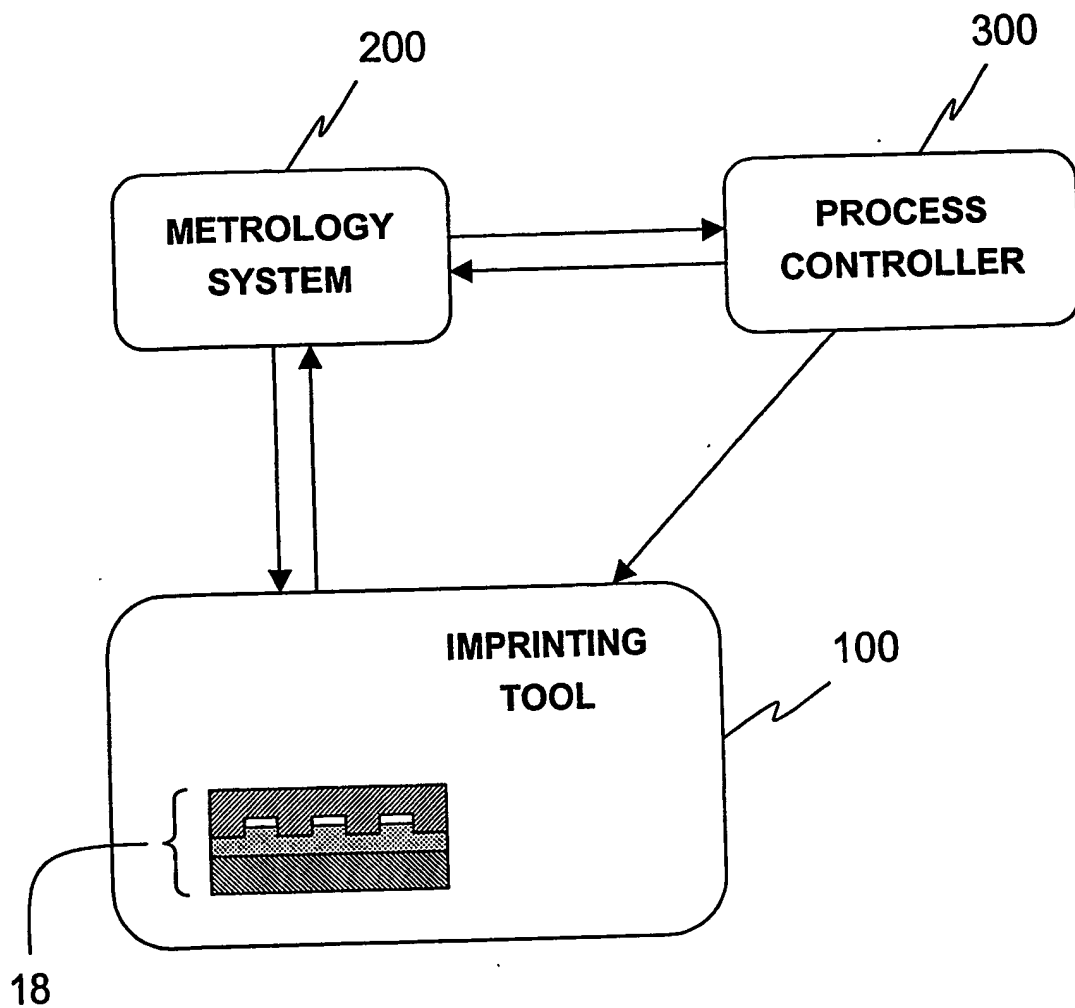 200
300
METROLOGY
SYSTEM
PROCESS
CONTROLLER
IMPRINTING
TOOL
100
18